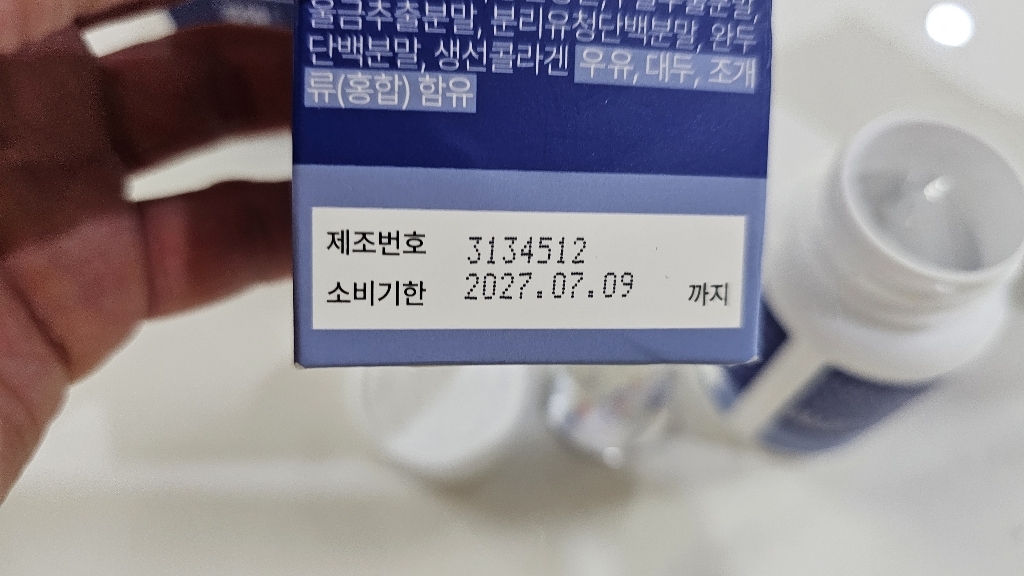 울금추출분말, 분리유청단백분말, 완두
단백분말, 생선콜라겐 우유, 대두, 조개
류(홍합) 함유
제조번호 3134512
소비기한 2027.07.09 까지